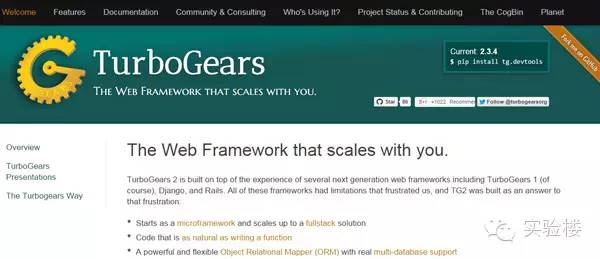 Welcome Features Documentation Community & Consulting Who's Using It? Project Status & Contributing The CogBin Planet
Fork me on GitHub
TurboGears
THE WEB FRAMEWORK THAT SCALES WITH YOU.
Current: 2.3.4
$ pip install tg.devtools
Star 86 g+ +1022 Recommend Follow @turbogearsorg
Overview
TurboGears
Presentations
The Turbogears Way
The Web Framework that scales with you.
TurboGears 2 is built on top of the experience of several next generation web frameworks including TurboGears 1 (of
course), Django, and Rails. All of these frameworks had limitations that frustrated us, and TG2 was built as an answer to
that frustration:
Starts as a microframework and scales up to a fullstack solution
Code that is as natural as writing a function
A powerful and flexible Object Relational Mapper (ORM) with real multi-database support
实验楼